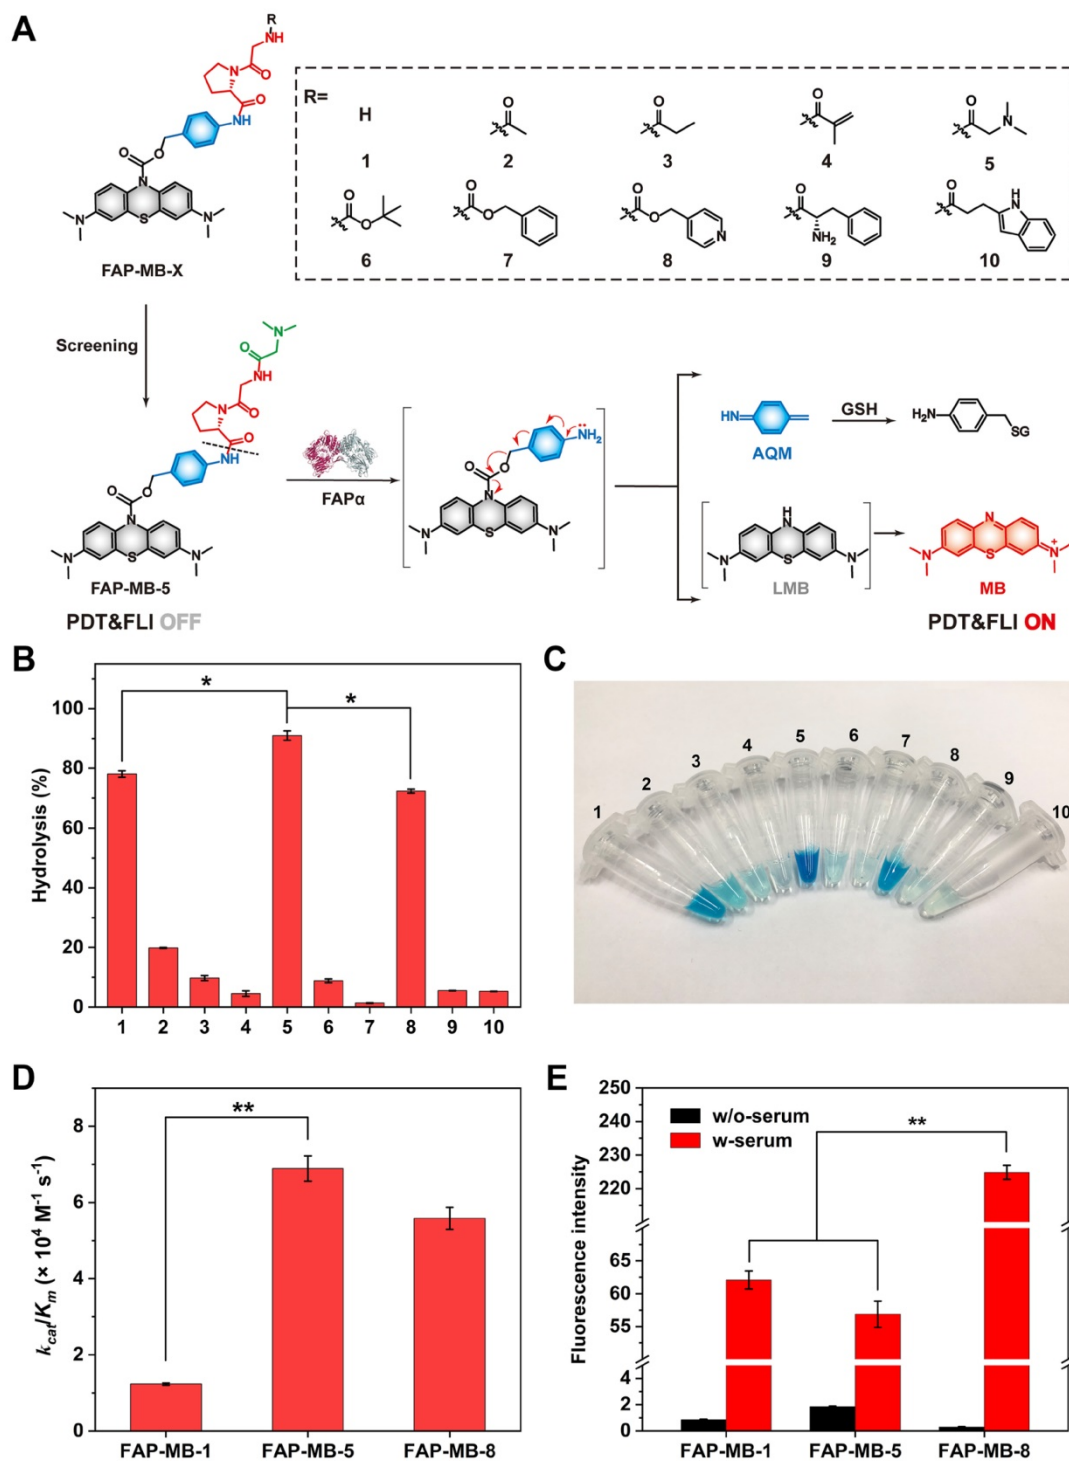 A
R
NH
O
N
O
NH
O
O
N
N
S
N
FAP-MB-X
R=
H
1
O
2
O
3
O
4
O
N
5
O
O
6
O
O
7
O
O
N
8
O
NH2
9
O
H
N
10
Screening
N
O
NH
N
O
O
NH
O
O
N
N
S
N
FAP-MB-5
PDT&FLI OFF
FAPα
NH2
O
O
N
N
S
N
HN
AQM
GSH
H2N
SG
H
N
N
S
N
LMB
N
N
S
N+
MB
PDT&FLI ON
B
Hydrolysis (%)
100
80
60
40
20
0
*
*
1 2 3 4 5 6 7 8 9 10
C
1 2 3 4 5 6 7 8 9 10
D
kcat/Km (× 10⁴ M⁻¹ s⁻¹)
8
6
4
2
0
**
FAP-MB-1 FAP-MB-5 FAP-MB-8
E
Fluorescence intensity
250
235
225
220
65
60
55
4
2
0
w/o-serum
w-serum
**
FAP-MB-1 FAP-MB-5 FAP-MB-8